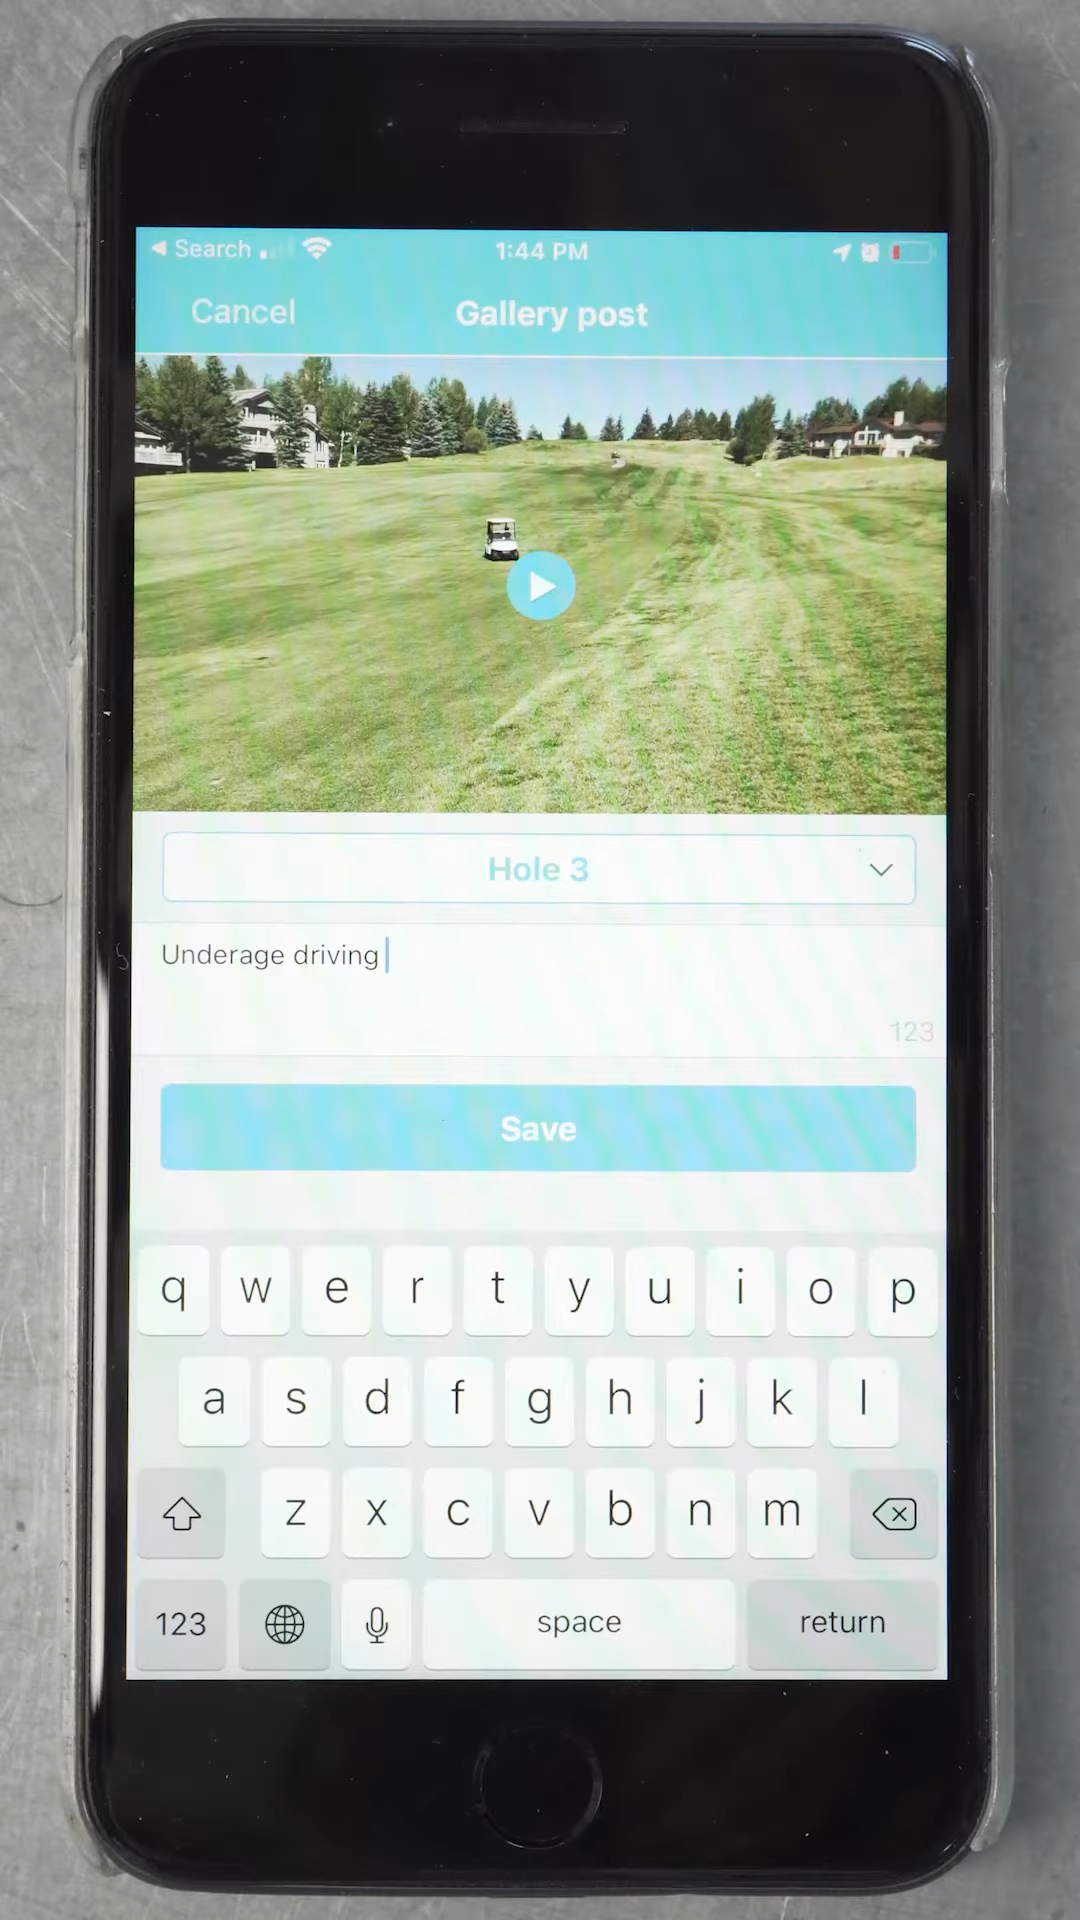 Search 1:44 PM
Cancel Gallery post
Hole 3
Underage driving
123
Save
q w e r t y u i o p
a s d f g h j k l
z x c v b n m
123 space return